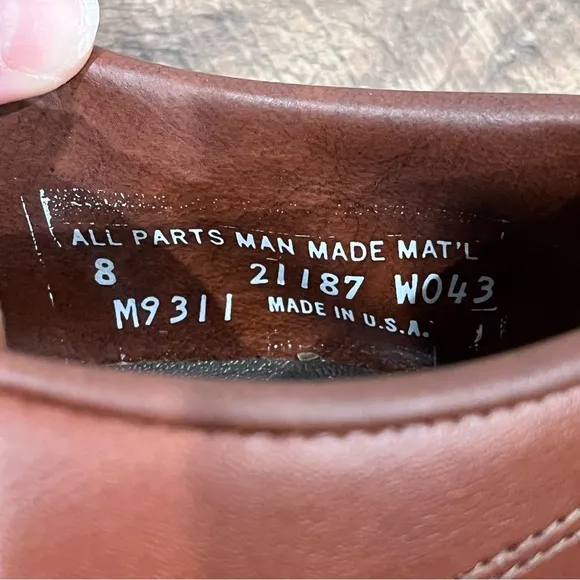 ALL PARTS MAN MADE MAT'L
8 21187 W043
M9311 MADE IN U.S.A.